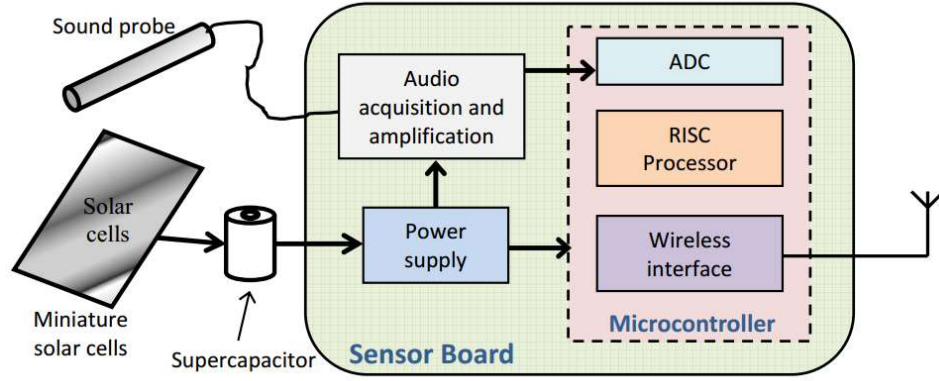 Sound probe
Audio
acquisition and
amplification
ADC
RISC
Processor
Solar
cells
Power
supply
Wireless
interface
Miniature
solar cells
Supercapacitor
Sensor Board
Microcontroller